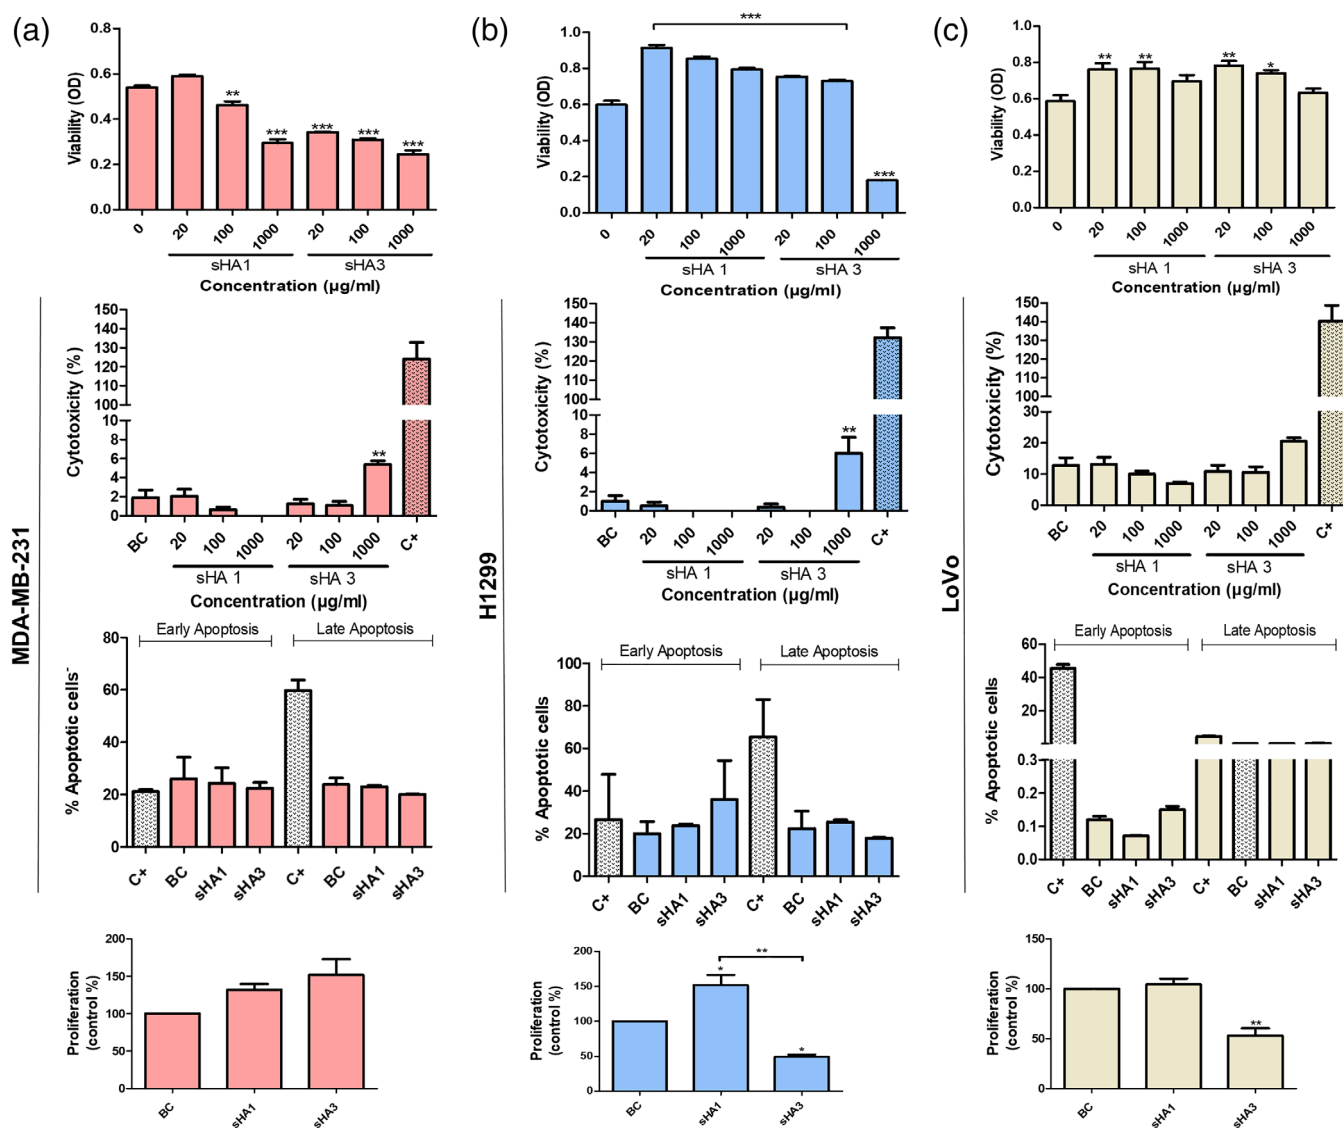 (a)
0.8
0.6
0.4
0.2
0.0
Viability (OD)
**
***
***
***
***
0 20 100 1000 20 100 1000
sHA1 sHA3
Concentration (µg/ml)
MDA-MB-231
150
140
130
120
110
100
10
8
6
4
2
0
Cytotoxicity (%)
**
BC 20 100 1000 20 100 1000 C+
sHA 1 sHA 3
Concentration (µg/ml)
Early Apoptosis Late Apoptosis
80
60
40
20
0
% Apoptotic cells-
C+ BC sHA1 sHA3 C+ BC sHA1 sHA3
200
150
100
50
0
Proliferation
(control %)
BC sHA1 sHA3
(b)
1.0
0.8
0.6
0.4
0.2
0.0
Viability (OD)
***
***
0 20 100 1000 20 100 1000
sHA 1 sHA 3
Concentration (µg/ml)
H1299
150
140
130
120
110
100
10
8
6
4
2
0
Cytotoxicity (%)
**
BC 20 100 1000 20 100 1000 C+
sHA 1 sHA 3
Concentration (µg/ml)
Early Apoptosis Late Apoptosis
100
80
60
40
20
0
% Apoptotic cells
C+ BC sHA1 sHA3 C+ BC sHA1 sHA3
200
150
100
50
0
Proliferation
(control %)
*
**
*
BC sHA1 sHA3
(c)
1.0
0.8
0.6
0.4
0.2
0.0
Viability (OD)
**
**
**
*
0 20 100 1000 20 100 1000
sHA 1 sHA 3
Concentration (µg/ml)
LoVo
150
140
130
120
110
100
30
20
10
0
Cytotoxicity (%)
BC 20 100 1000 20 100 1000 C+
sHA 1 sHA 3
Concentration (µg/ml)
Early Apoptosis Late Apoptosis
60
40
20
0.3
0.2
0.1
0.0
% Apoptotic cells
C+ BC sHA1 sHA3 C+ BC sHA1 sHA3
150
100
50
0
Proliferation
(control %)
**
BC sHA1 sHA3